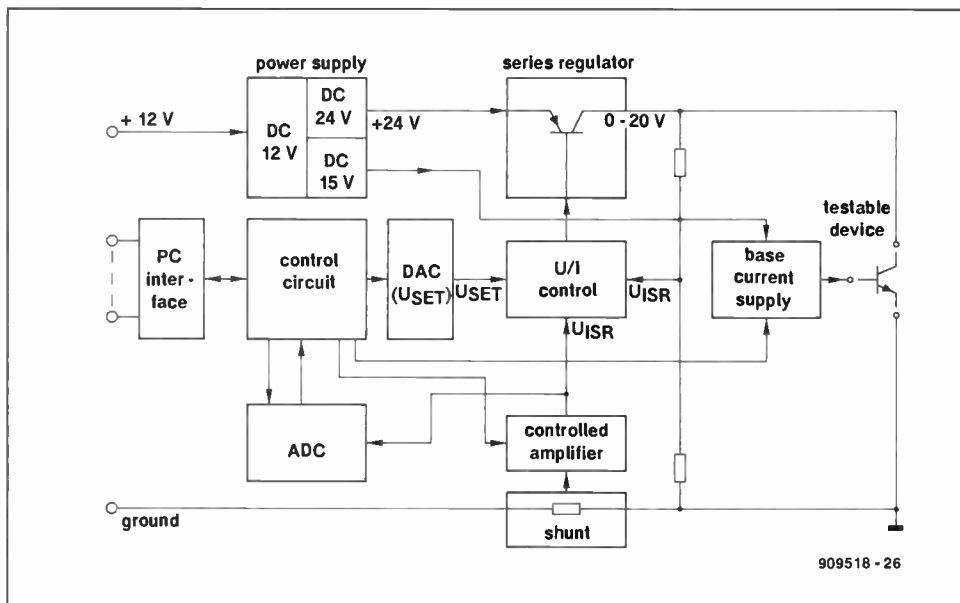 power supply
series regulator
+ 12 V
DC
12 V
DC
24 V
DC
15 V
+24 V
0 - 20 V
testable
device
PC
inter -
face
control
circuit
DAC
(USET)
USET
U/I
control
UISR
base
current
supply
UISR
ADC
controlled
amplifier
ground
shunt
909518 - 26